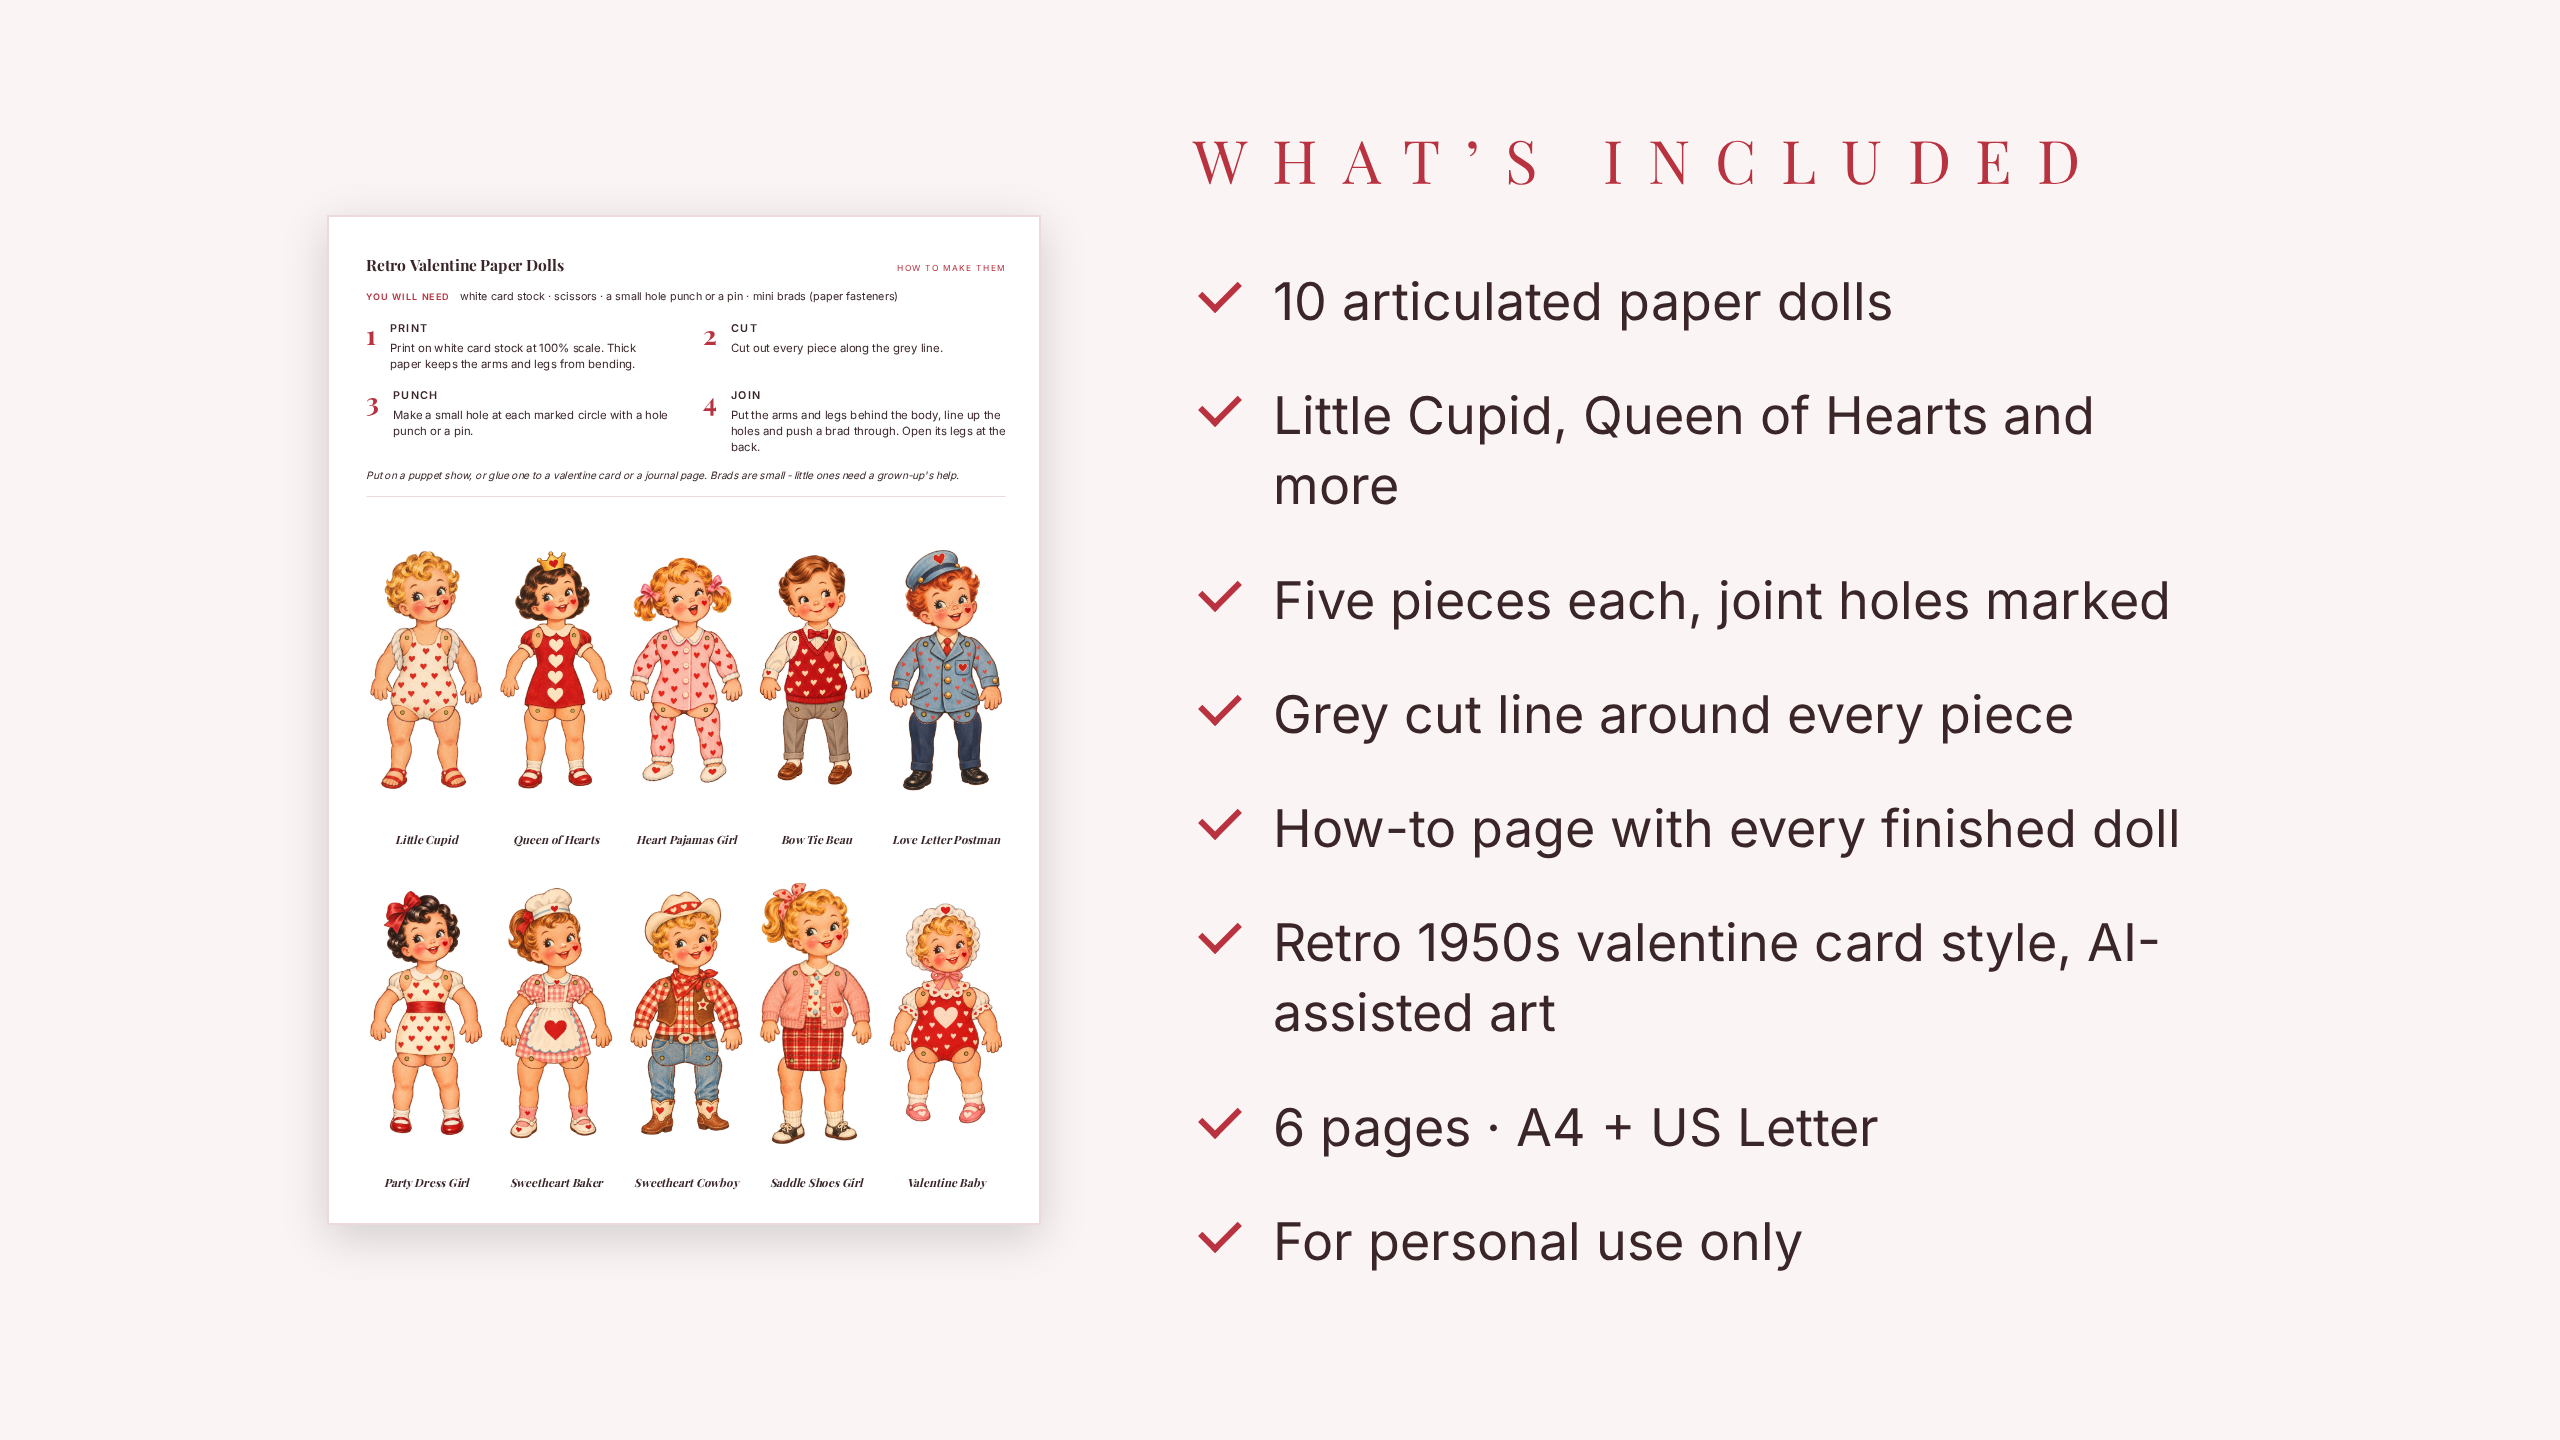 Retro Valentine Paper Dolls
HOW TO MAKE THEM
YOU WILL NEED white card stock · scissors · a small hole punch or a pin · mini brads (paper fasteners)
1 PRINT
Print on white card stock at 100% scale. Thick
paper keeps the arms and legs from bending.
2 CUT
Cut out every piece along the grey line.
3 PUNCH
Make a small hole at each marked circle with a hole
punch or a pin.
4 JOIN
Put the arms and legs behind the body, line up the
holes and push a brad through. Open its legs at the
back.
Put on a puppet show, or glue one to a valentine card or a journal page. Brads are small - little ones need a grown-up's help.
Little Cupid
Queen of Hearts
Heart Pajamas Girl
Bow Tie Beau
Love Letter Postman
Party Dress Girl
Sweetheart Baker
Sweetheart Cowboy
Saddle Shoes Girl
Valentine Baby
WHAT’S INCLUDED
10 articulated paper dolls
Little Cupid, Queen of Hearts and
more
Five pieces each, joint holes marked
Grey cut line around every piece
How-to page with every finished doll
Retro 1950s valentine card style, AI-
assisted art
6 pages · A4 + US Letter
For personal use only